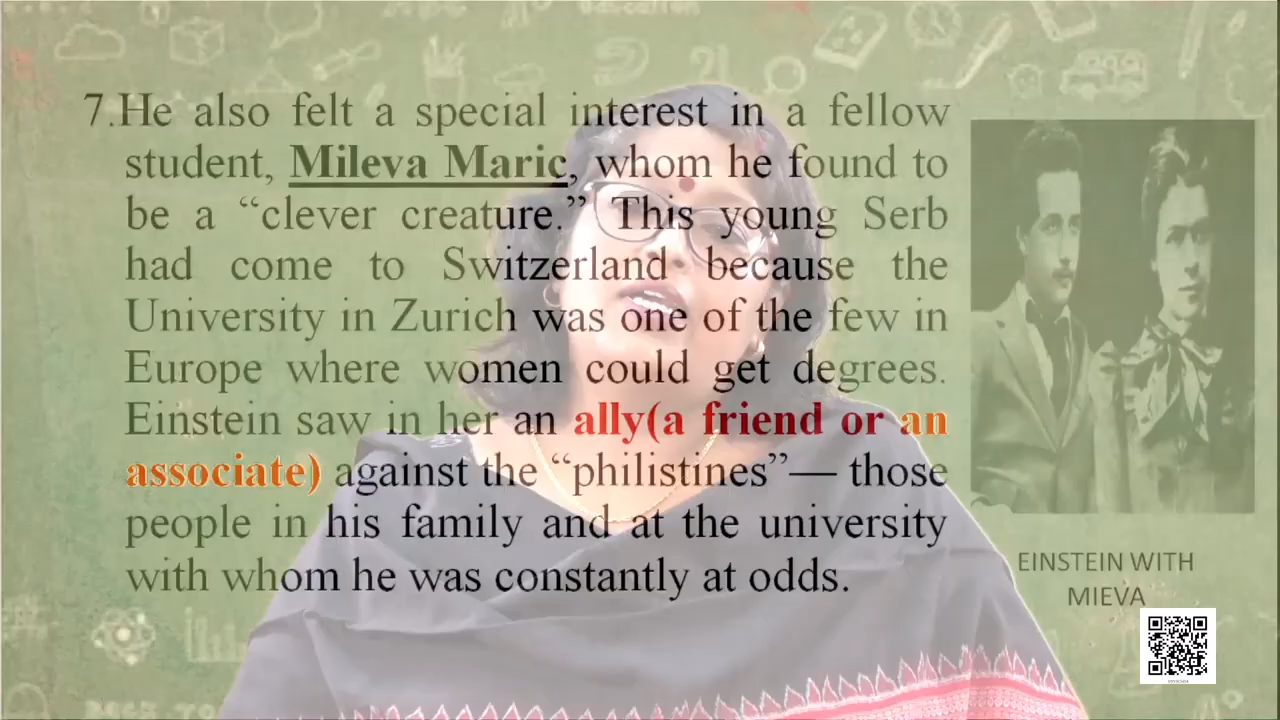 Education
7.He also felt a special interest in a fellow
student, Mileva Maric, whom he found to
be a “clever creature.” This young Serb
had come to Switzerland because the
University in Zurich was one of the few in
Europe where women could get degrees.
Einstein saw in her an ally(a friend or an
associate) against the “philistines”— those
people in his family and at the university
with whom he was constantly at odds.
EINSTEIN WITH
MIEVA